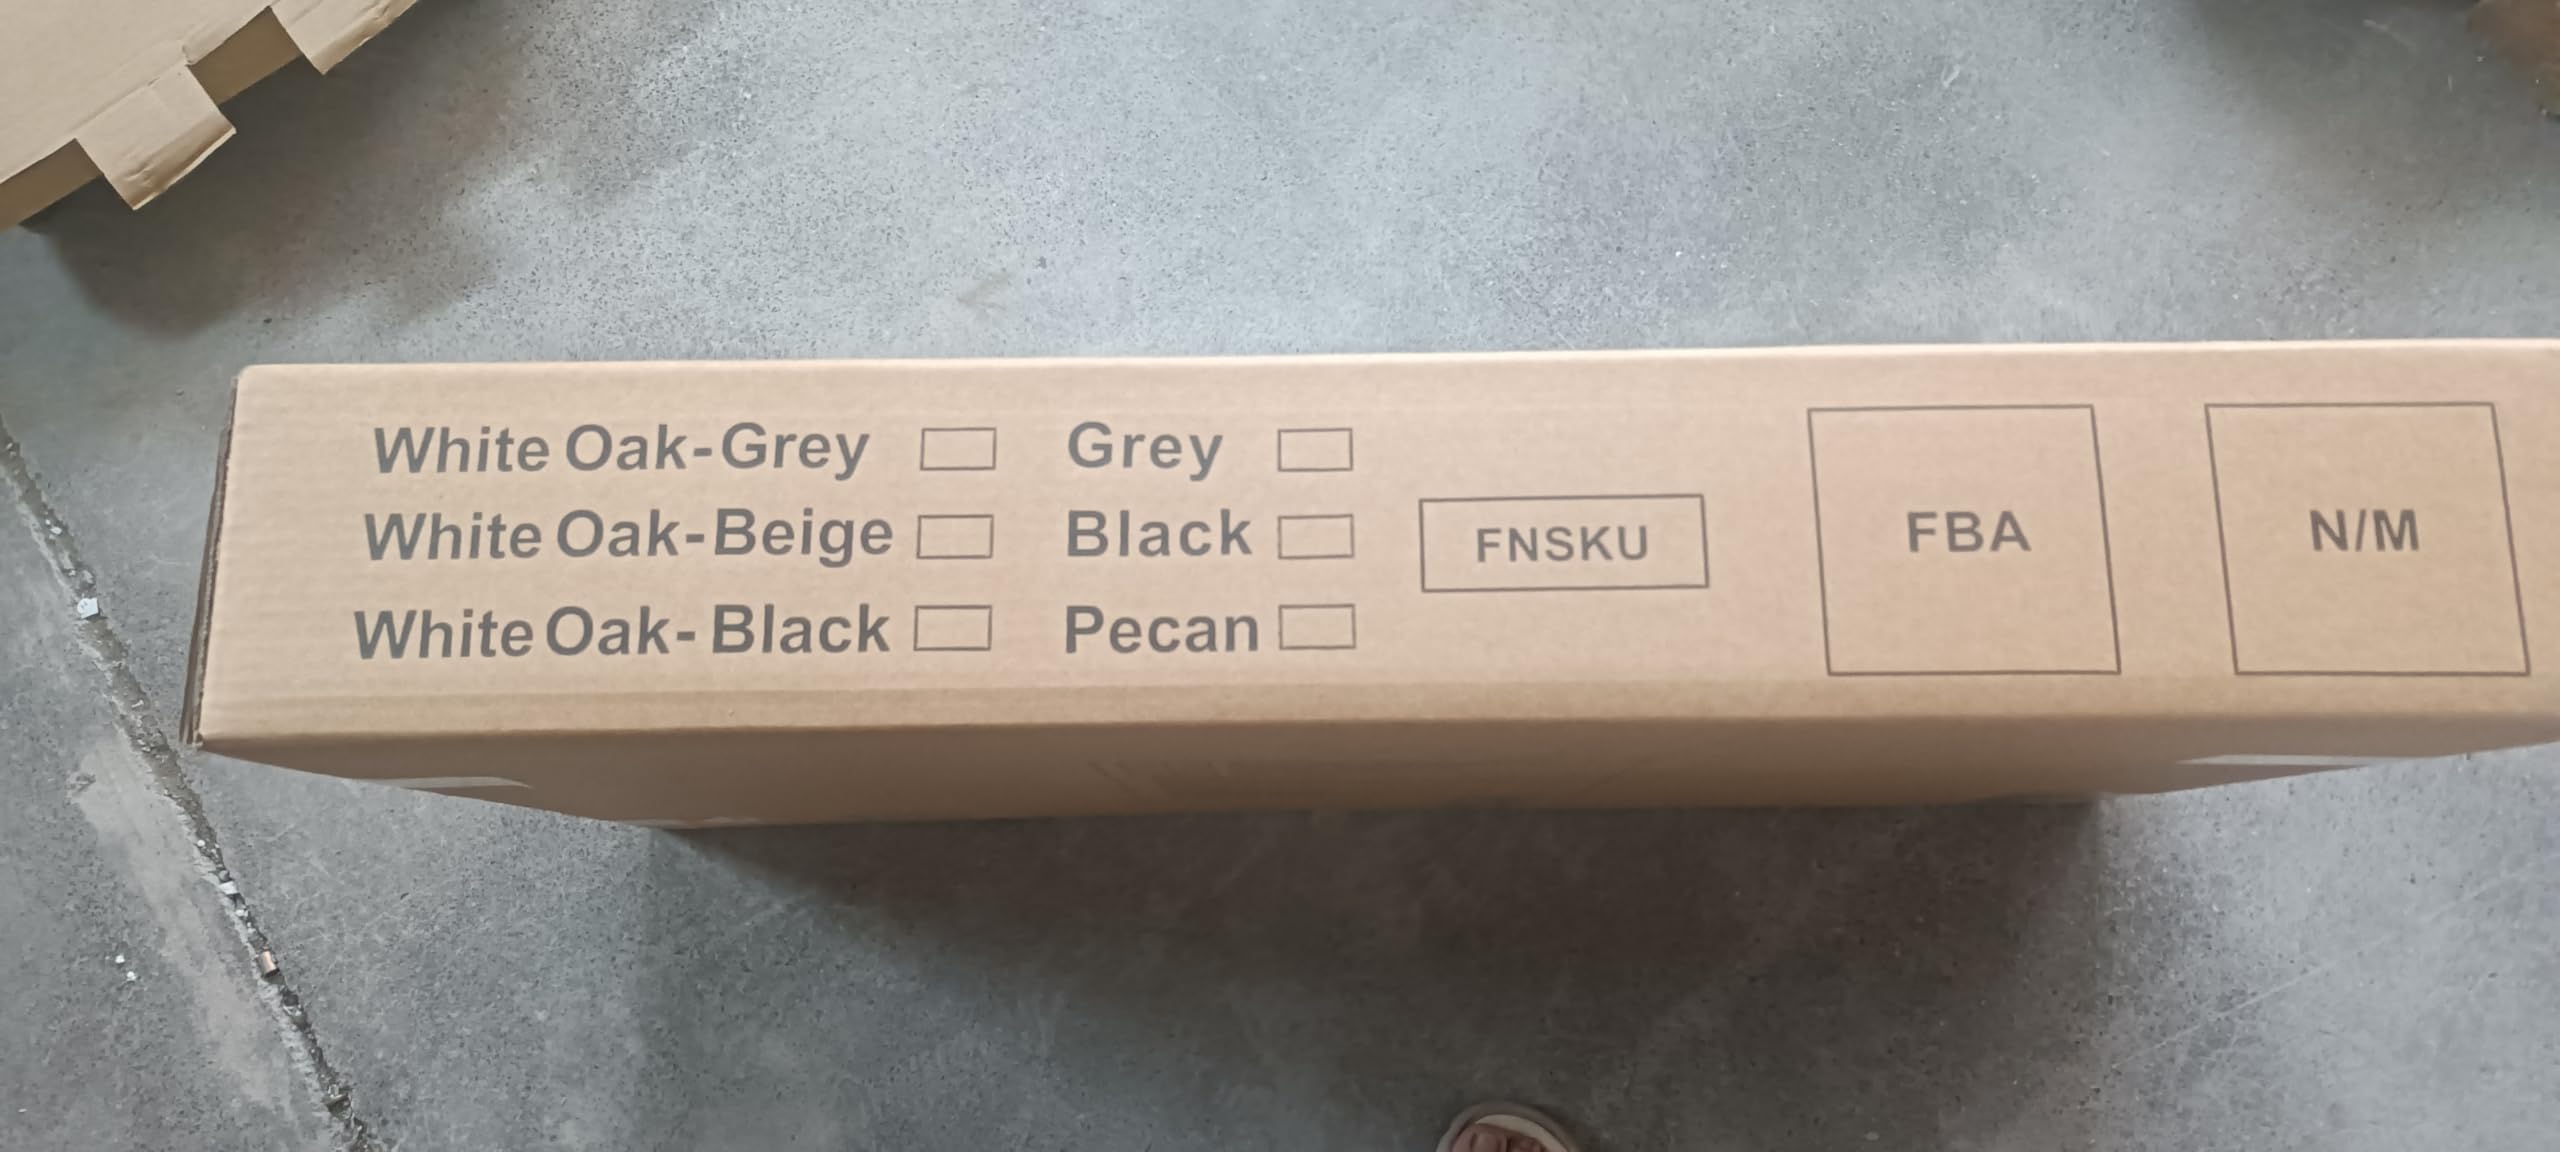 White Oak-Grey Grey
White Oak-Beige Black
White Oak-Black Pecan
FNSKU
FBA
N/M